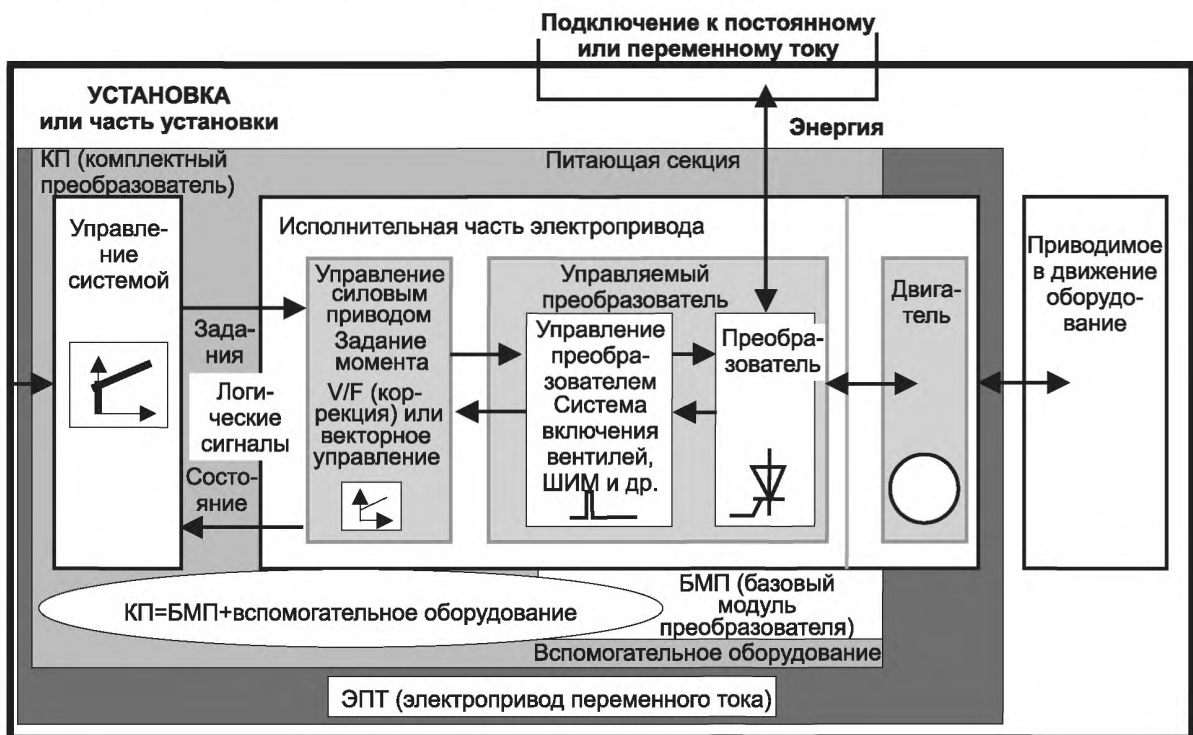 Подключение к постоянному
или переменному току
УСТАНОВКА
или часть установки
Энергия
КП (комплектный
преобразователь)
Питающая секция
Управле-
ние
системой
Зада-
ния
Логи-
ческие
сигналы
Состо-
яние
Исполнительная часть электропривода
Управление
силовым
приводом
Задание
момента
V/F (кор-
рекция) или
векторное
управление
Управляемый
преобразователь
Управление
преобра-
зователем
Система
включения
вентилей,
ШИМ и др.
Преобра-
зователь
Двига-
тель
Приводимое
в движение
оборудо-
вание
КП=БМП+вспомогательное оборудование
БМП (базовый
модуль
преобразователя)
Вспомогательное оборудование
ЭПТ (электропривод переменного тока)